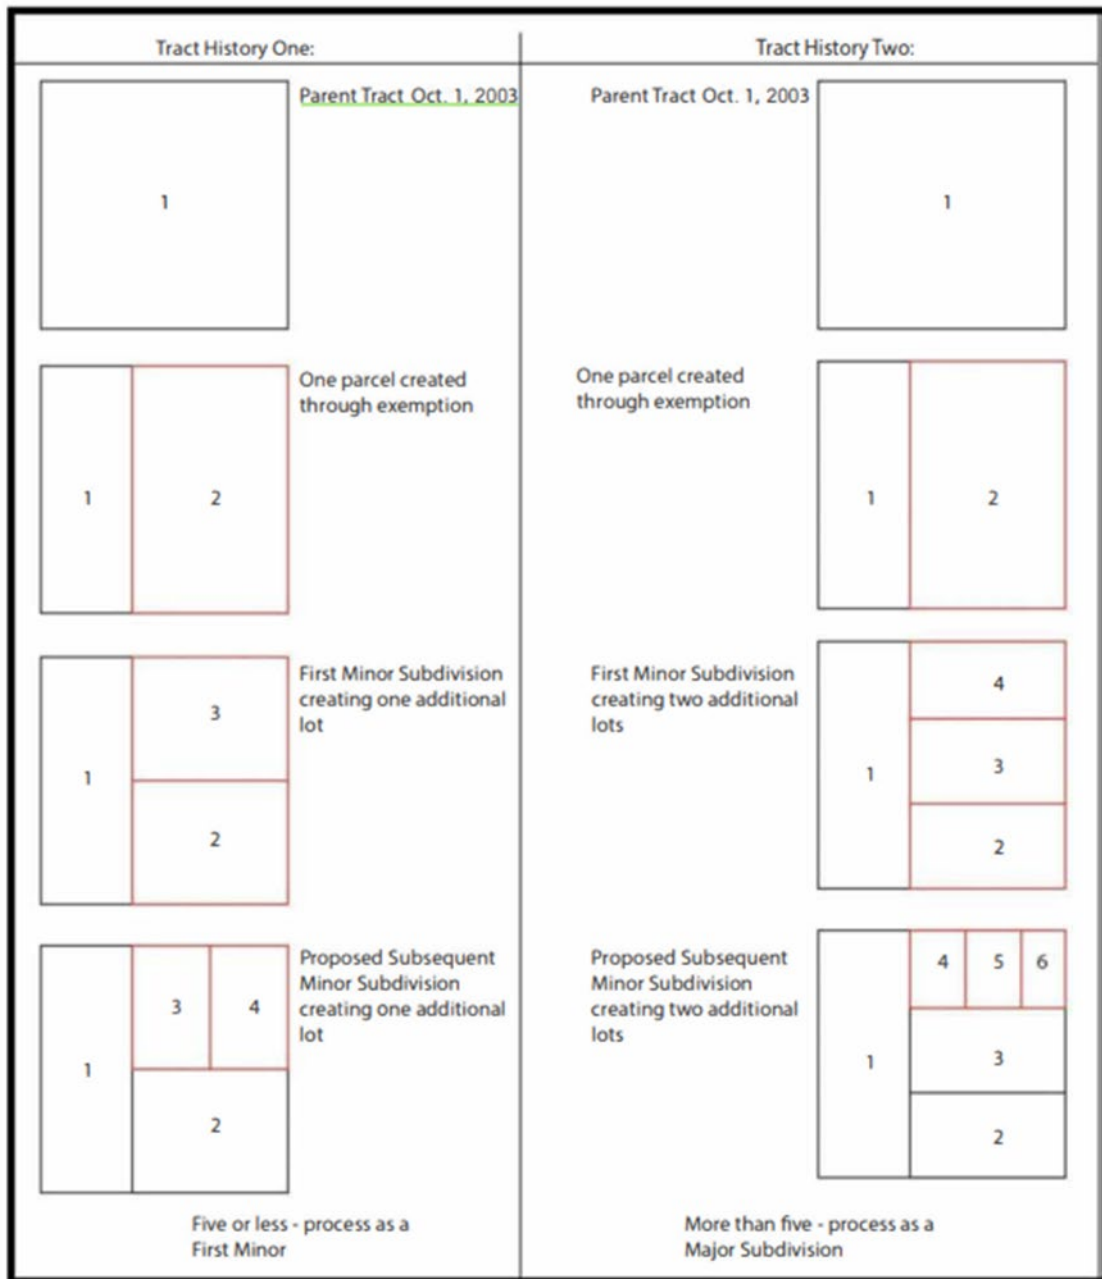 Tract History One:
Parent Tract Oct. 1, 2003
1
One parcel created
through exemption
1
2
First Minor Subdivision
creating one additional
lot
3
1
2
Proposed Subsequent
Minor Subdivision
creating one additional
lot
3
4
1
2
Five or less - process as a
First Minor
Tract History Two:
Parent Tract Oct. 1, 2003
1
One parcel created
through exemption
1
2
First Minor Subdivision
creating two additional
lots
4
3
1
2
Proposed Subsequent
Minor Subdivision
creating two additional
lots
4
5
6
3
1
2
More than five - process as a
Major Subdivision